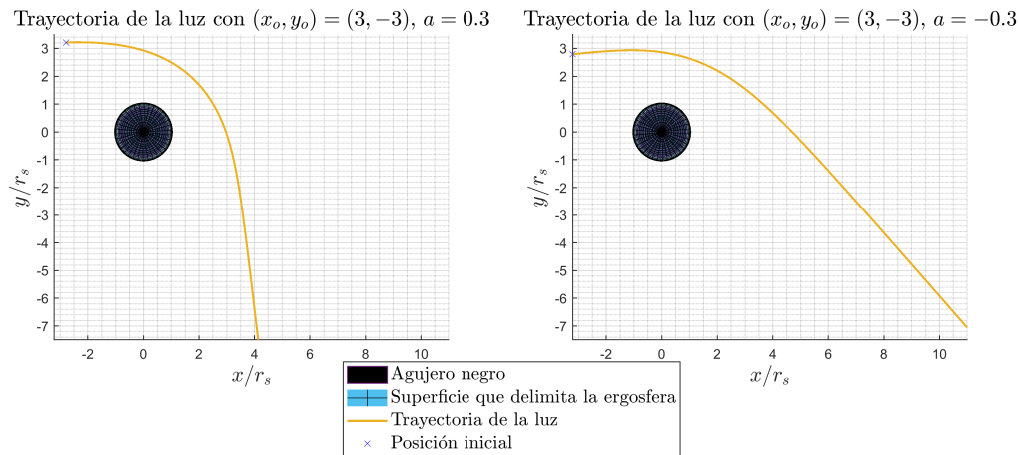 Trayectoria de la luz con $(x_o, y_o) = (3, -3)$, $a = 0.3$
3
2
1
0
-1
-2
-3
-4
-5
-6
-7
$y/r_s$
-2 0 2 4 6 8 10
$x/r_s$
Trayectoria de la luz con $(x_o, y_o) = (3, -3)$, $a = -0.3$
3
2
1
0
-1
-2
-3
-4
-5
-6
-7
$y/r_s$
-2 0 2 4 6 8 10
$x/r_s$
Agujero negro
Superficie que delimita la ergosfera
Trayectoria de la luz
Posición inicial